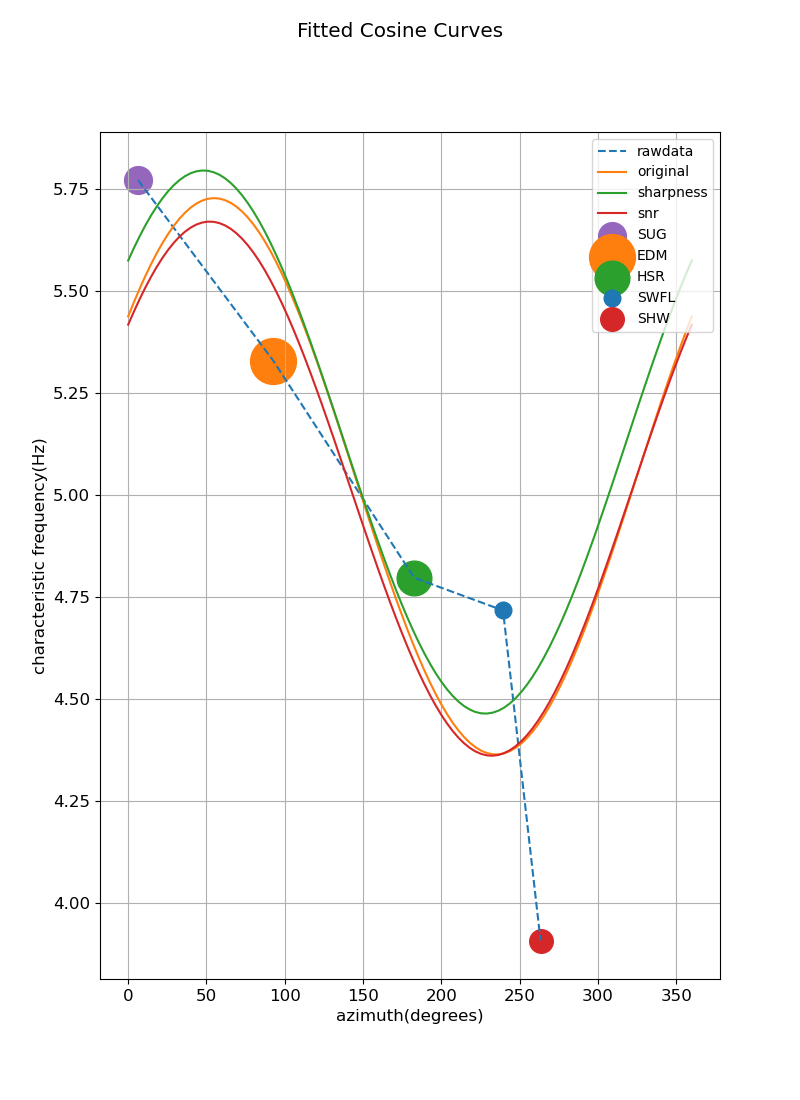 Fitted Cosine Curves
rawdata
original
sharpness
snr
SUG
EDM
HSR
SWFL
SHW
5.75
5.50
5.25
5.00
4.75
4.50
4.25
4.00
characteristic frequency(Hz)
0 50 100 150 200 250 300 350
azimuth(degrees)